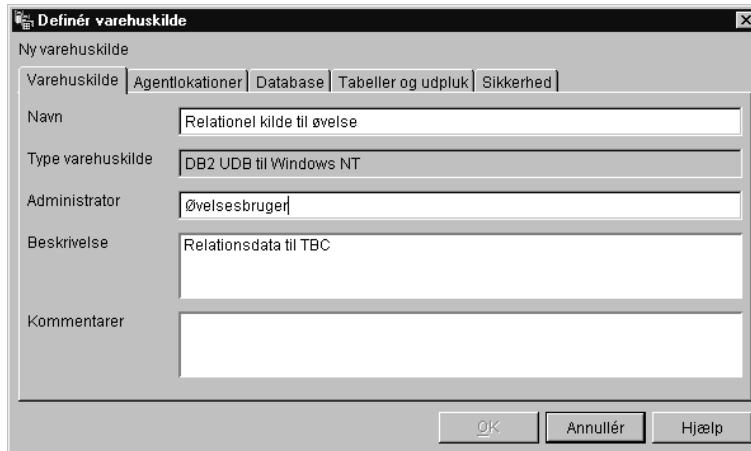 Definér varehuskilde
Ny varehuskilde
Varehuskilde Agentlokationer Database Tabeller og udpluk Sikkerhed
Navn Relationel kilde til øvelse
Type varehuskilde DB2 UDB til Windows NT
Administrator Øvelsesbruger
Beskrivelse Relationsdata til TBC
Kommentarer
OK Annullér Hjælp